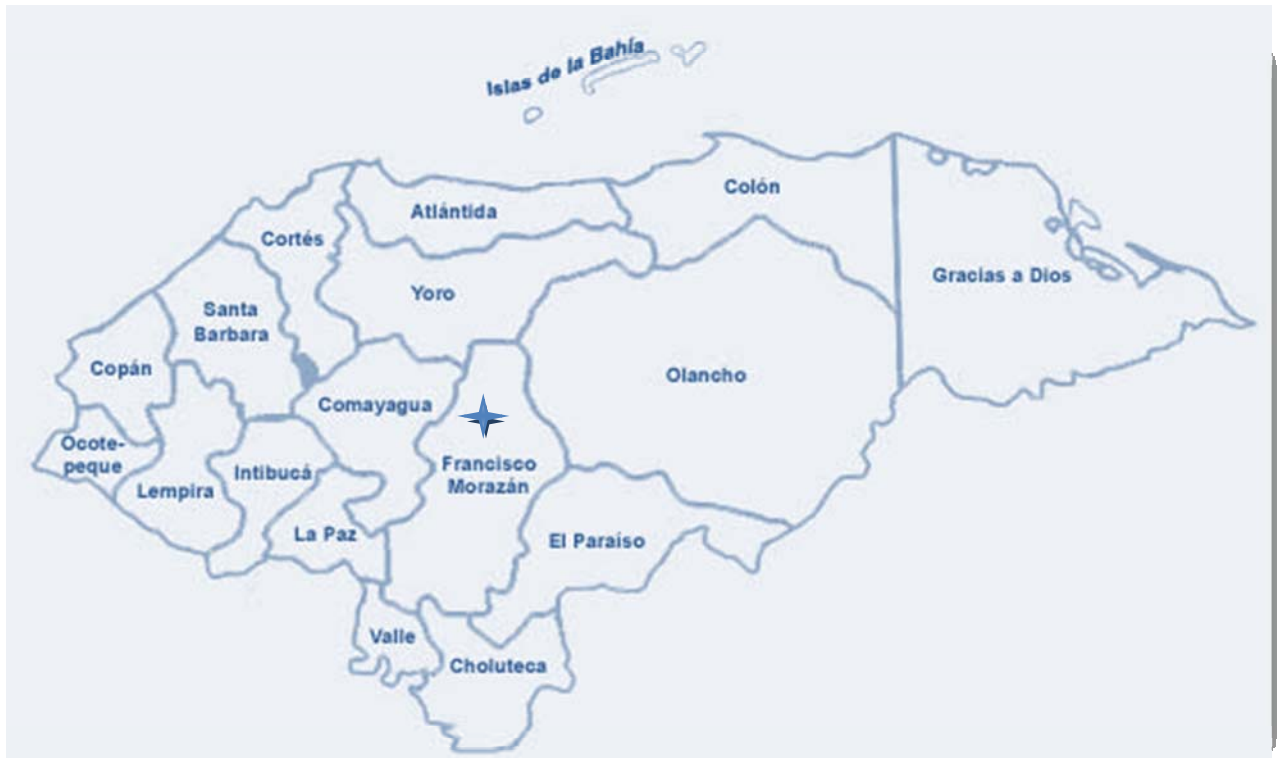 Islas de la Bahía
Colón
Atlántida
Cortés
Gracias a Dios
Yoro
Santa
Barbara
Copán
Olancho
Comayagua
Ocote-
peque
Francisco
Morazán
Intibucá
Lempira
La Paz
El Paraíso
Valle
Choluteca